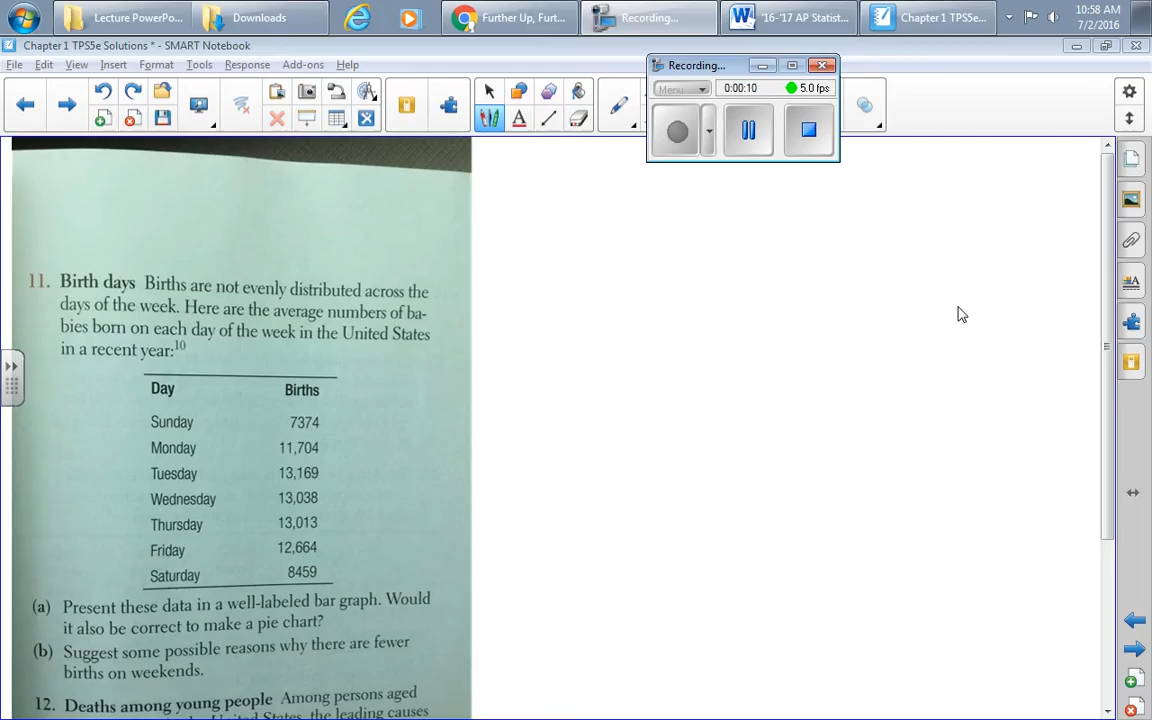 Lecture PowerPo...
Downloads
Further Up, Furt...
Recording...
'16-'17 AP Statist...
Chapter 1 TPS5e...
10:58 AM
7/2/2016
Chapter 1 TPS5e Solutions * - SMART Notebook
File Edit View Insert Format Tools Response Add-ons Help
Recording...
Menu
0:00:10
5.0 fps
11. Birth days Births are not evenly distributed across the
days of the week. Here are the average numbers of ba-
bies born on each day of the week in the United States
in a recent year:10
Day Births
Sunday 7374
Monday 11,704
Tuesday 13,169
Wednesday 13,038
Thursday 13,013
Friday 12,664
Saturday 8459
(a) Present these data in a well-labeled bar graph. Would
it also be correct to make a pie chart?
(b) Suggest some possible reasons why there are fewer
births on weekends.
12. Deaths among young people Among persons aged
the United States, the leading causes